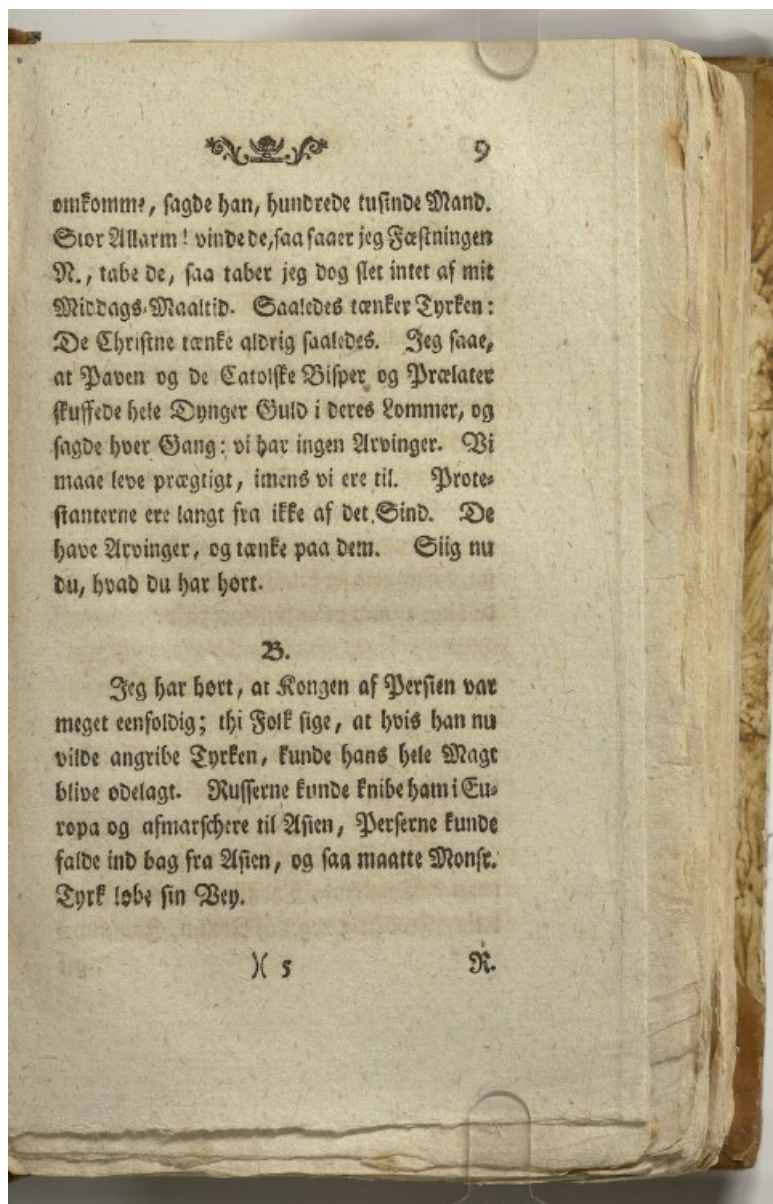 9
omkomme, sagde han, hundrede tusinde Mand.
Stor Allarm! vinde de, saa faaer jeg Fæstningen
N., tabe de, saa taber jeg dog slet intet af mit
Middags-Maaltid. Saaledes tænker Tyrken:
De Christne tænke aldrig saaledes. Jeg saae,
at Paven og de Catolske Bisper og Prælater
skuffede hele Dynger Guld i deres Lommer, og
sagde hver Gang: vi har ingen Arvinger. Vi
maae leve prægtigt, imens vi ere til. Prote-
stanterne ere langt fra ikke af det Sind. De
have Arvinger, og tænke paa dem. Siig nu
du, hvad du har hørt.
B.
Jeg har hørt, at Kongen af Persien var
meget eenfoldig; thi Folk sige, at hvis han nu
vilde angribe Tyrken, kunde hans hele Magt
blive ødelagt. Russerne kunde knibe ham i Eu-
ropa og afmarschere til Asien, Perserne kunde
falde ind bag fra Asien, og saa maatte Monsr.
Tyrk løbe sin Vey.
)( 5 R.